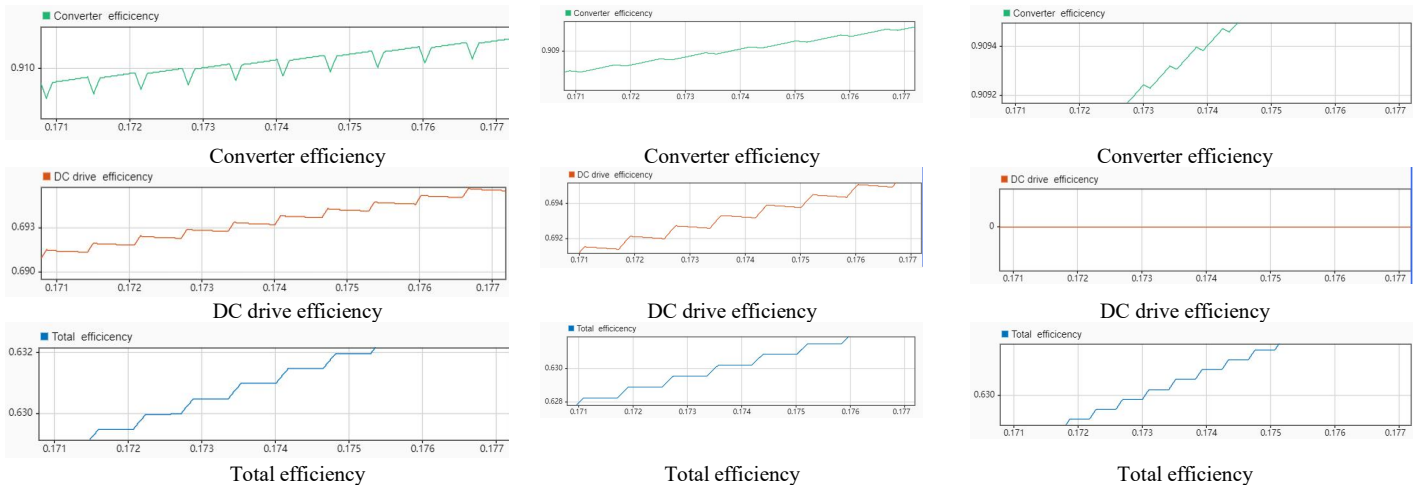 Converter efficicency
Converter efficicency
Converter efficicency
0.910
0.909
0.9094
0.9092
0.171 0.172 0.173 0.174 0.175 0.176 0.177
0.171 0.172 0.173 0.174 0.175 0.176 0.177
0.171 0.172 0.173 0.174 0.175 0.176 0.177
Converter efficiency
Converter efficiency
Converter efficiency
DC drive efficicency
DC drive efficicency
DC drive efficicency
0.693
0.690
0.694
0.692
0
0.171 0.172 0.173 0.174 0.175 0.176 0.177
0.171 0.172 0.173 0.174 0.175 0.176 0.177
0.171 0.172 0.173 0.174 0.175 0.176 0.177
DC drive efficiency
DC drive efficiency
DC drive efficiency
Total efficicency
Total efficicency
Total efficicency
0.632
0.630
0.630
0.628
0.630
0.171 0.172 0.173 0.174 0.175 0.176 0.177
0.171 0.172 0.173 0.174 0.175 0.176 0.177
0.171 0.172 0.173 0.174 0.175 0.176 0.177
Total efficiency
Total efficiency
Total efficiency